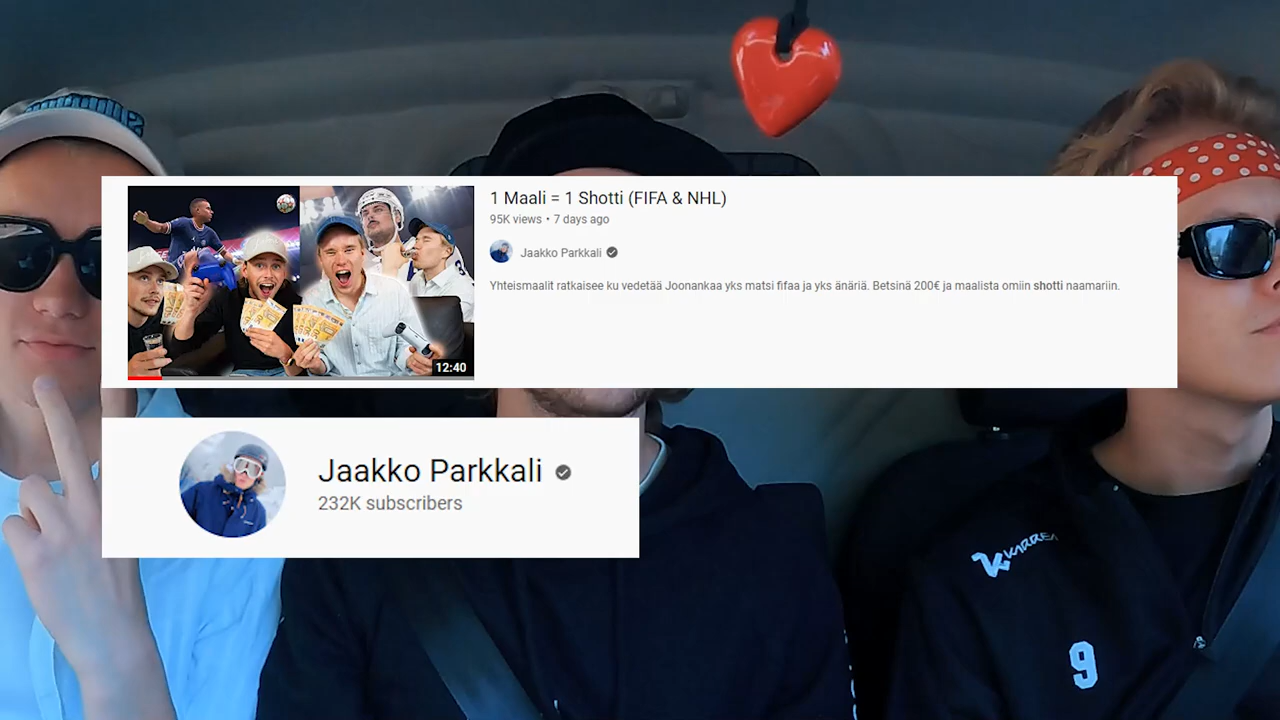 1 Maali = 1 Shotti (FIFA & NHL)
95K views • 7 days ago
Jaakko Parkkali
Yhteismaalit ratkaisee ku vedetää Joonankaa yks matsi fifaa ja yks änäriä. Betsinä 200€ ja maalista omiin shotti naamariin.
12:40
Jaakko Parkkali
232K subscribers
KARREN
9